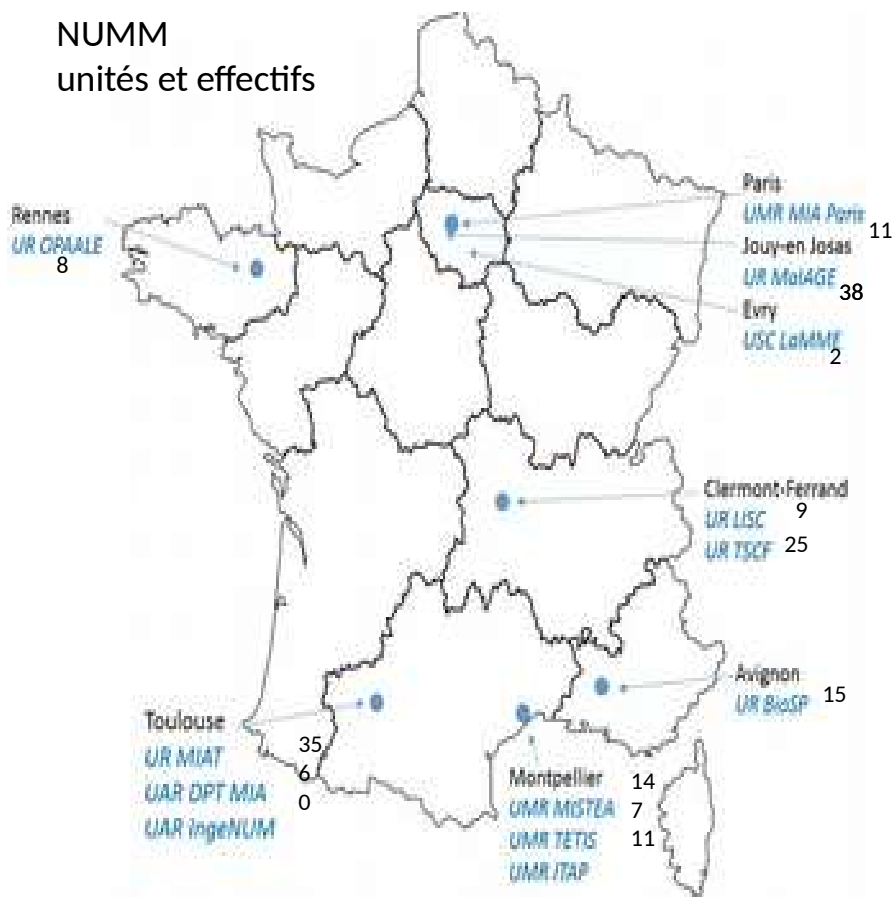 NUMM
unités et effectifs
Rennes
UR OPAALE
8
Paris
UMR MIA Paris 11
Jouy-en Josas
UR MaIAGE 38
Evry
USC LaMME 2
Clermont-Ferrand
9
UR LISC
UR TSCF 25
Avignon
UR BioSP 15
Toulouse
UR MIAT 35
UAR DPT MIA 6
UAR ingeNUM 0
Montpellier 14
UMR MISTEA 7
UMR TETIS 11
UMR ITAP